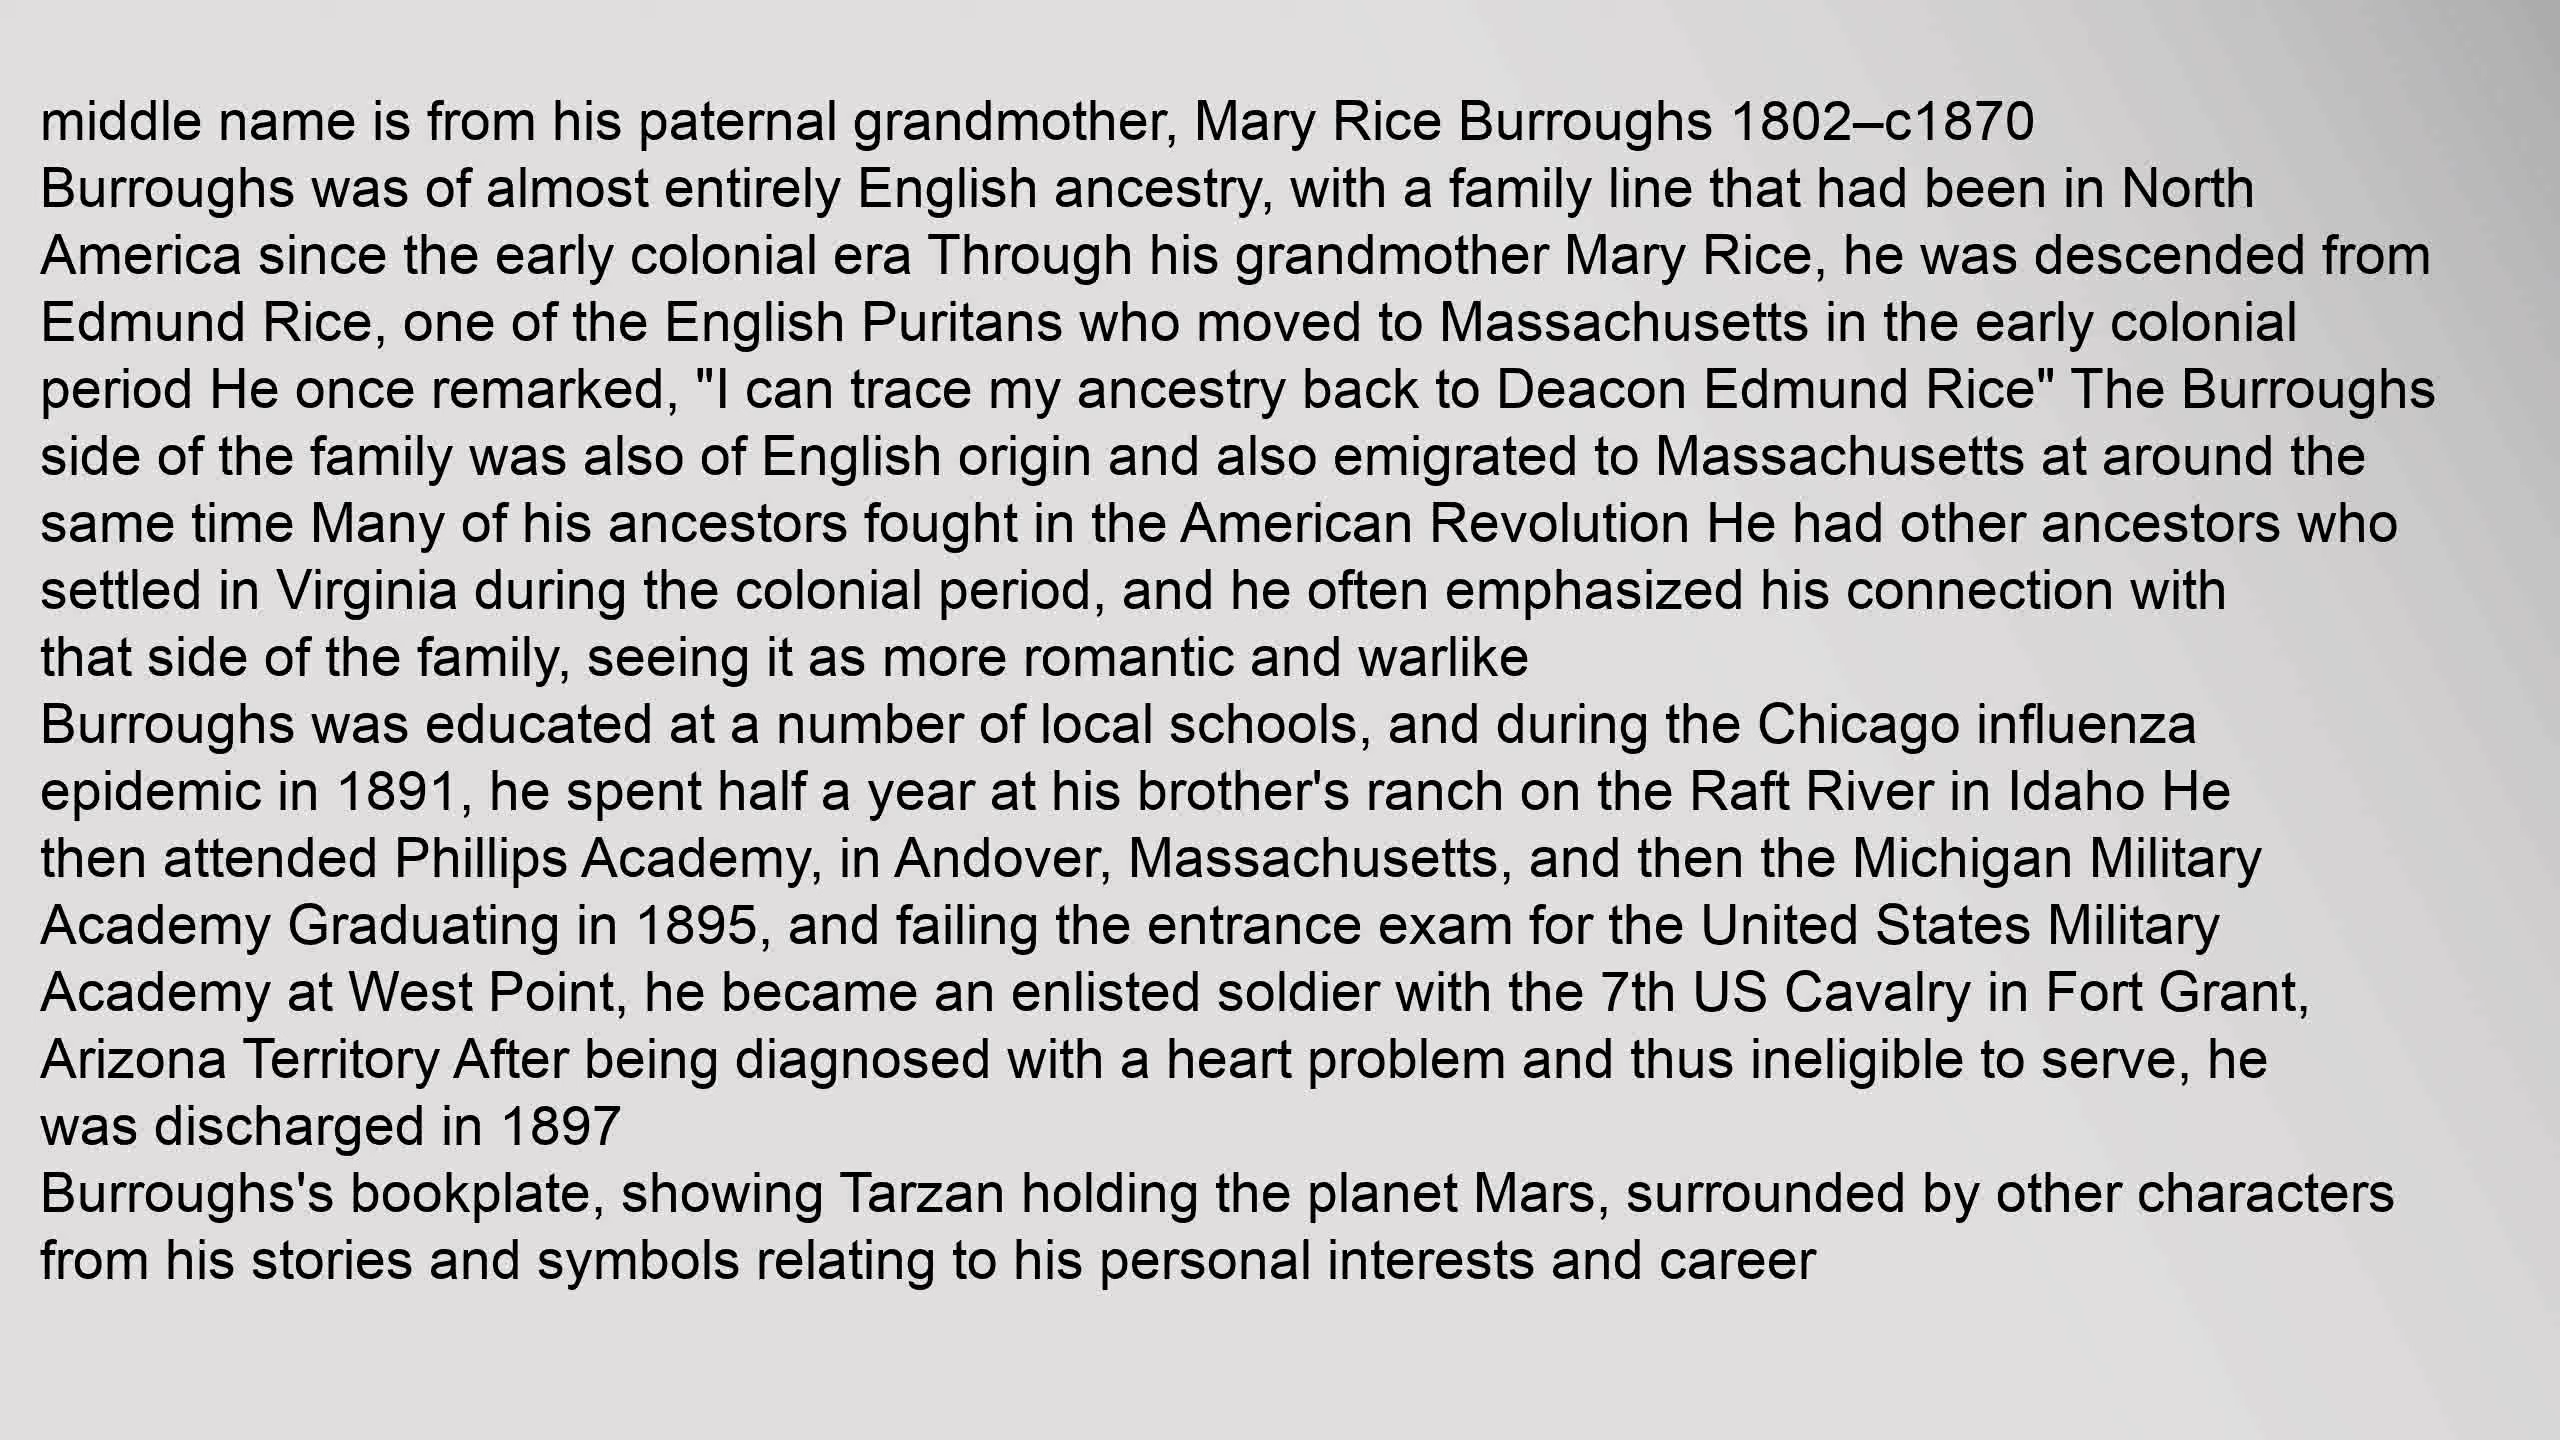 middle name is from his paternal grandmother, Mary Rice Burroughs 1802–c1870
Burroughs was of almost entirely English ancestry, with a family line that had been in North
America since the early colonial era Through his grandmother Mary Rice, he was descended from
Edmund Rice, one of the English Puritans who moved to Massachusetts in the early colonial
period He once remarked, "I can trace my ancestry back to Deacon Edmund Rice" The Burroughs
side of the family was also of English origin and also emigrated to Massachusetts at around the
same time Many of his ancestors fought in the American Revolution He had other ancestors who
settled in Virginia during the colonial period, and he often emphasized his connection with
that side of the family, seeing it as more romantic and warlike
Burroughs was educated at a number of local schools, and during the Chicago influenza
epidemic in 1891, he spent half a year at his brother's ranch on the Raft River in Idaho He
then attended Phillips Academy, in Andover, Massachusetts, and then the Michigan Military
Academy Graduating in 1895, and failing the entrance exam for the United States Military
Academy at West Point, he became an enlisted soldier with the 7th US Cavalry in Fort Grant,
Arizona Territory After being diagnosed with a heart problem and thus ineligible to serve, he
was discharged in 1897
Burroughs's bookplate, showing Tarzan holding the planet Mars, surrounded by other characters
from his stories and symbols relating to his personal interests and career